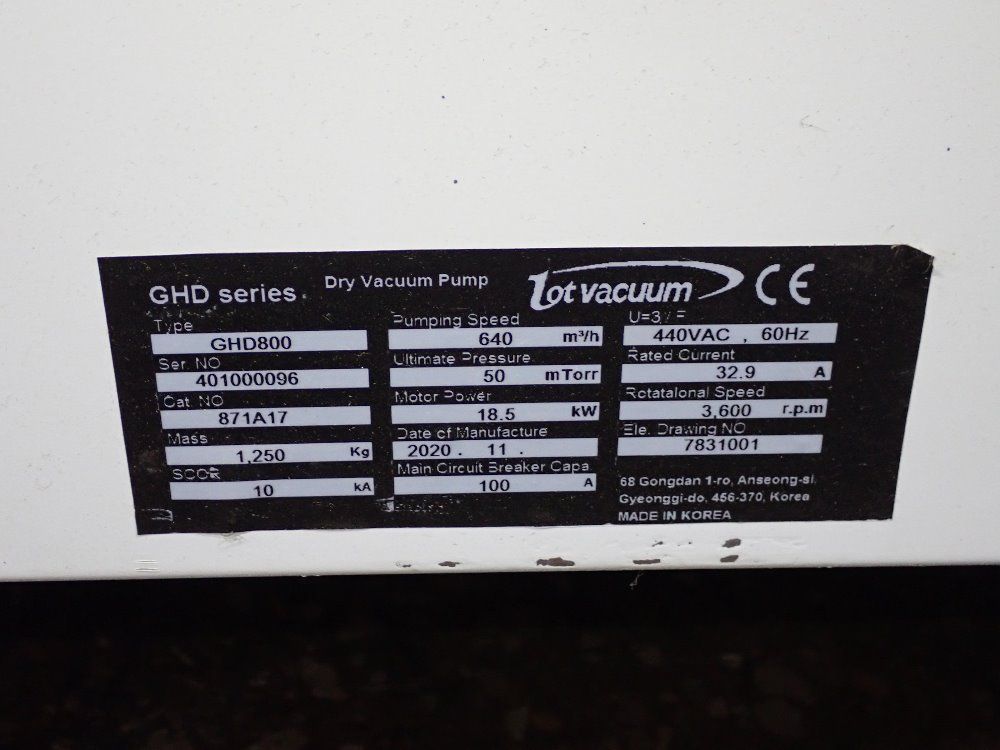 GHD series
Dry Vacuum Pump
Lot vacuum
CE
Type
GHD800
Ser. NO
401000096
Cat. NO
871A17
Mass
1,250 Kg
SCCR
10 kA
Pumping Speed
640 m³/h
Ultimate Pressure
50 mTorr
Motor Power
18.5 kW
Date of Manufacture
2020 . 11 .
Main Circuit Breaker Capa.
100 A
440VAC , 60Hz
Rated Current
32.9 A
Rotataional Speed
3,600 r.p.m
Ele. Drawing NO
7831001
68 Gongdan 1-ro, Anseong-si.
Gyeonggi-do, 456-370, Korea
MADE IN KOREA